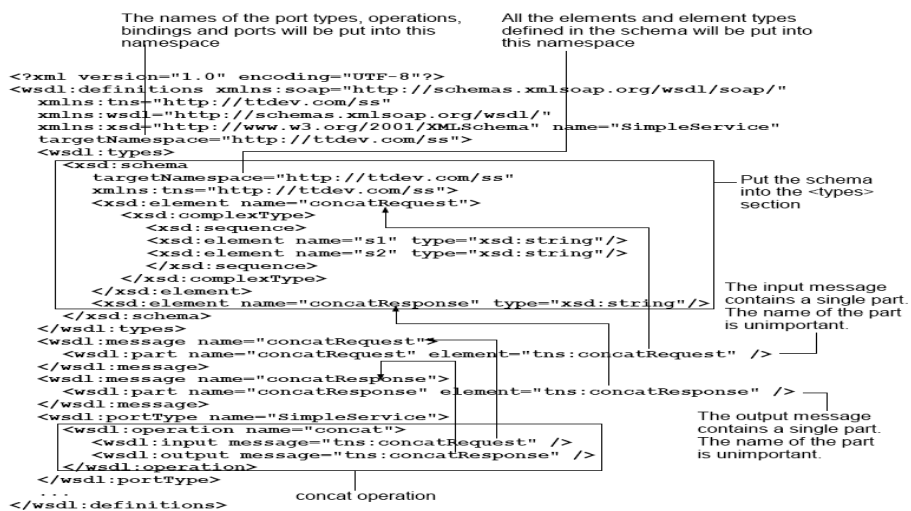 The names of the port types, operations,
bindings and ports will be put into this
namespace
All the elements and element types
defined in the schema will be put into
this namespace
<?xml version="1.0" encoding="UTF-8"?>
<wsdl:definitions xmlns:soap="http://schemas.xmlsoap.org/wsdl/soap/"
xmlns:tns="http://ttdev.com/ss"
xmlns:wsdl="http://schemas.xmlsoap.org/wsdl/"
xmlns:xsd="http://www.w3.org/2001/XMLSchema" name="SimpleService"
targetNamespace="http://ttdev.com/ss">
<wsdl:types>
<xsd:schema
targetNamespace="http://ttdev.com/ss"
xmlns:tns="http://ttdev.com/ss">
<xsd:element name="concatRequest">
<xsd:complexType>
<xsd:sequence>
<xsd:element name="s1" type="xsd:string"/>
<xsd:element name="s2" type="xsd:string"/>
</xsd:sequence>
</xsd:complexType>
</xsd:element>
<xsd:element name="concatResponse" type="xsd:string"/>
</xsd:schema>
</wsdl:types>
Put the schema
into the <types>
section
<wsdl:message name="concatRequest">
<wsdl:part name="concatRequest" element="tns:concatRequest" />
</wsdl:message>
The input message
contains a single part.
The name of the part
is unimportant.
<wsdl:message name="concatResponse">
<wsdl:part name="concatResponse" element="tns:concatResponse" />
</wsdl:message>
The output message
contains a single part.
The name of the part
is unimportant.
<wsdl:portType name="SimpleService">
<wsdl:operation name="concat">
<wsdl:input message="tns:concatRequest" />
<wsdl:output message="tns:concatResponse" />
</wsdl:operation>
</wsdl:portType>
...
concat operation
</wsdl:definitions>